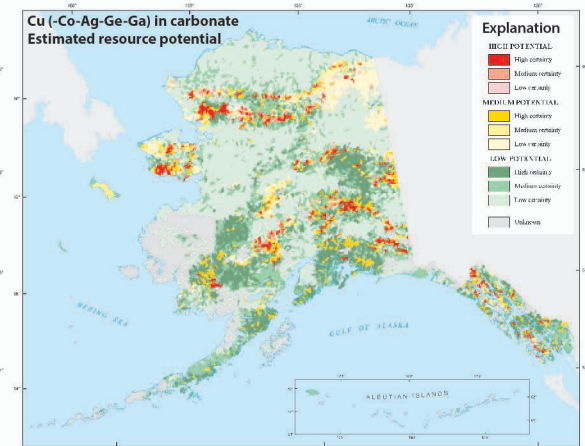 Cu (-Co-Ag-Ge-Ga) in carbonate
Estimated resource potential
ARCTIC OCEAN
Explanation
HIGH POTENTIAL
High certainty
Medium certainty
Low certainty
MEDIUM POTENTIAL
High certainty
Medium certainty
Low certainty
LOW POTENTIAL
High certainty
Medium certainty
Low certainty
Unknown
BERING SEA
GULF OF ALASKA
ALEUTIAN ISLANDS